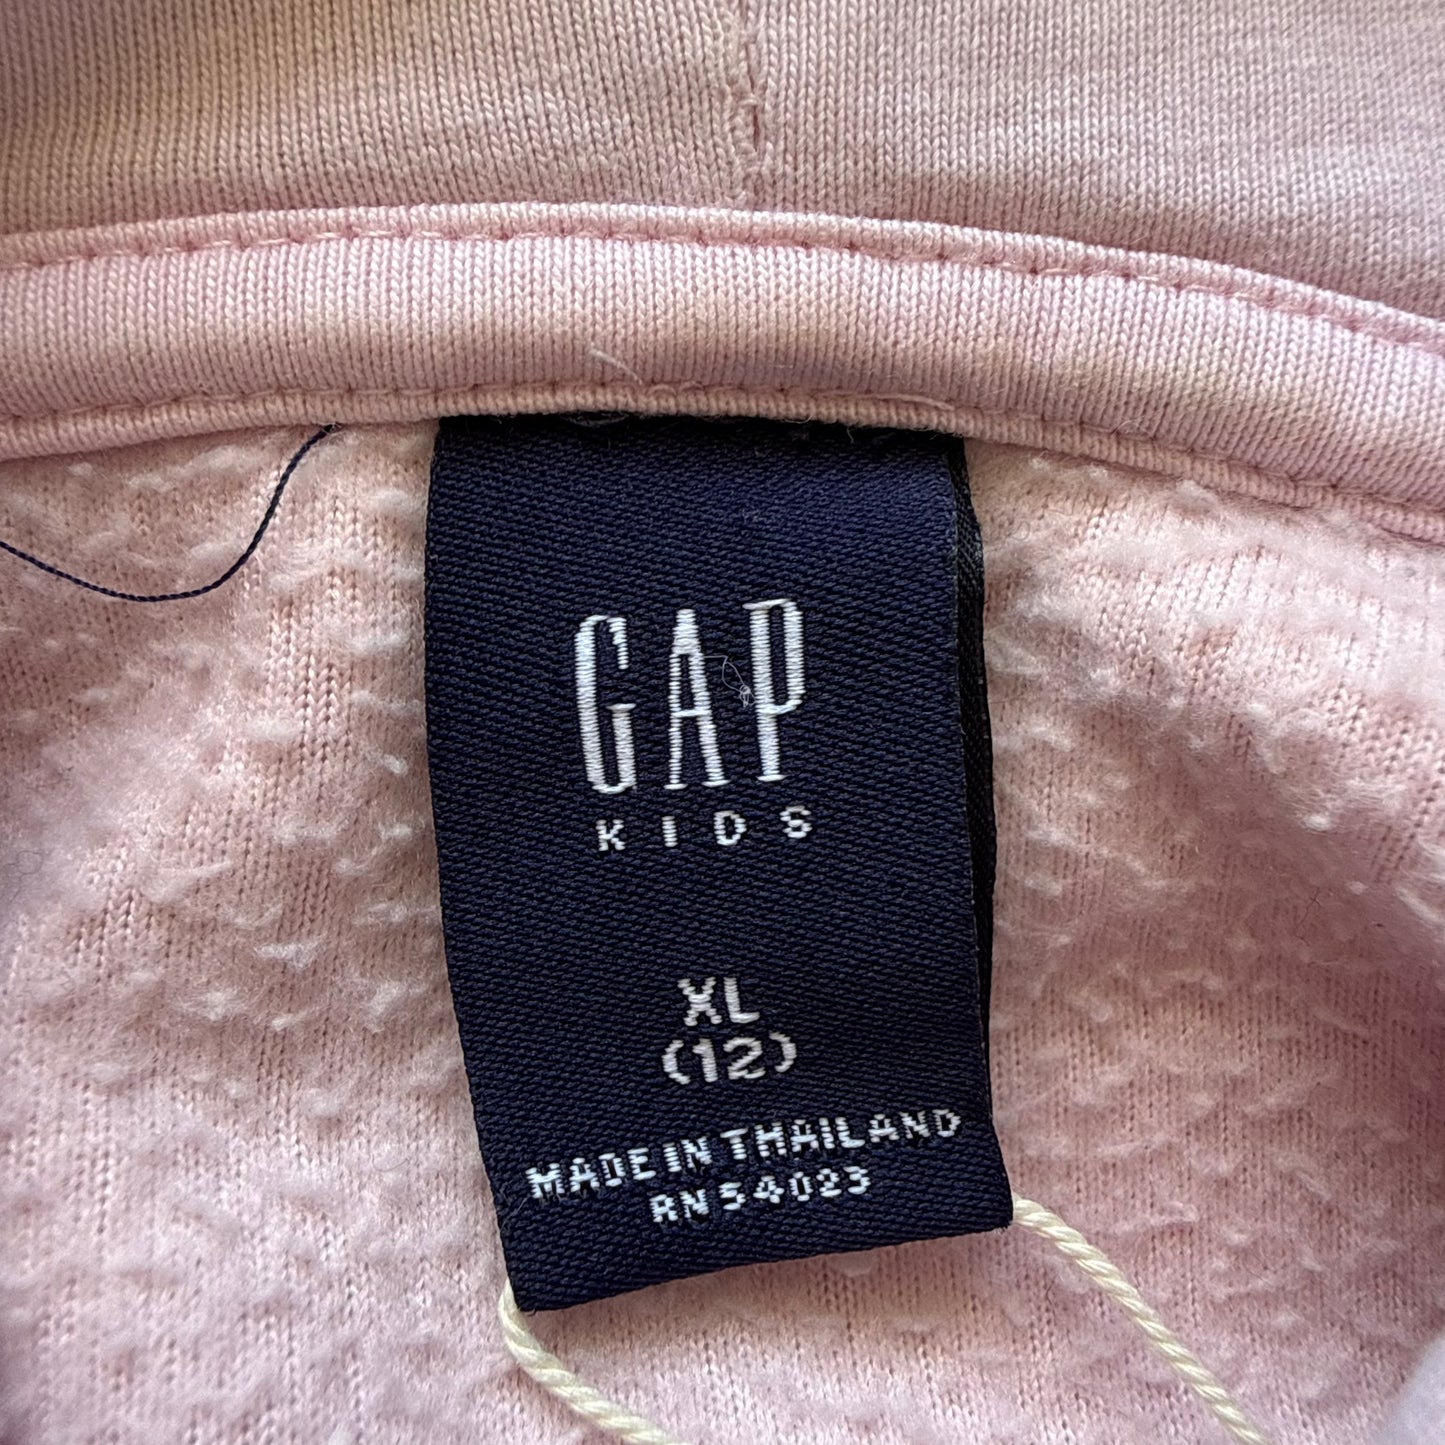 GAP
KIDS
XL
(12)
MADE IN THAILAND
RN 54023